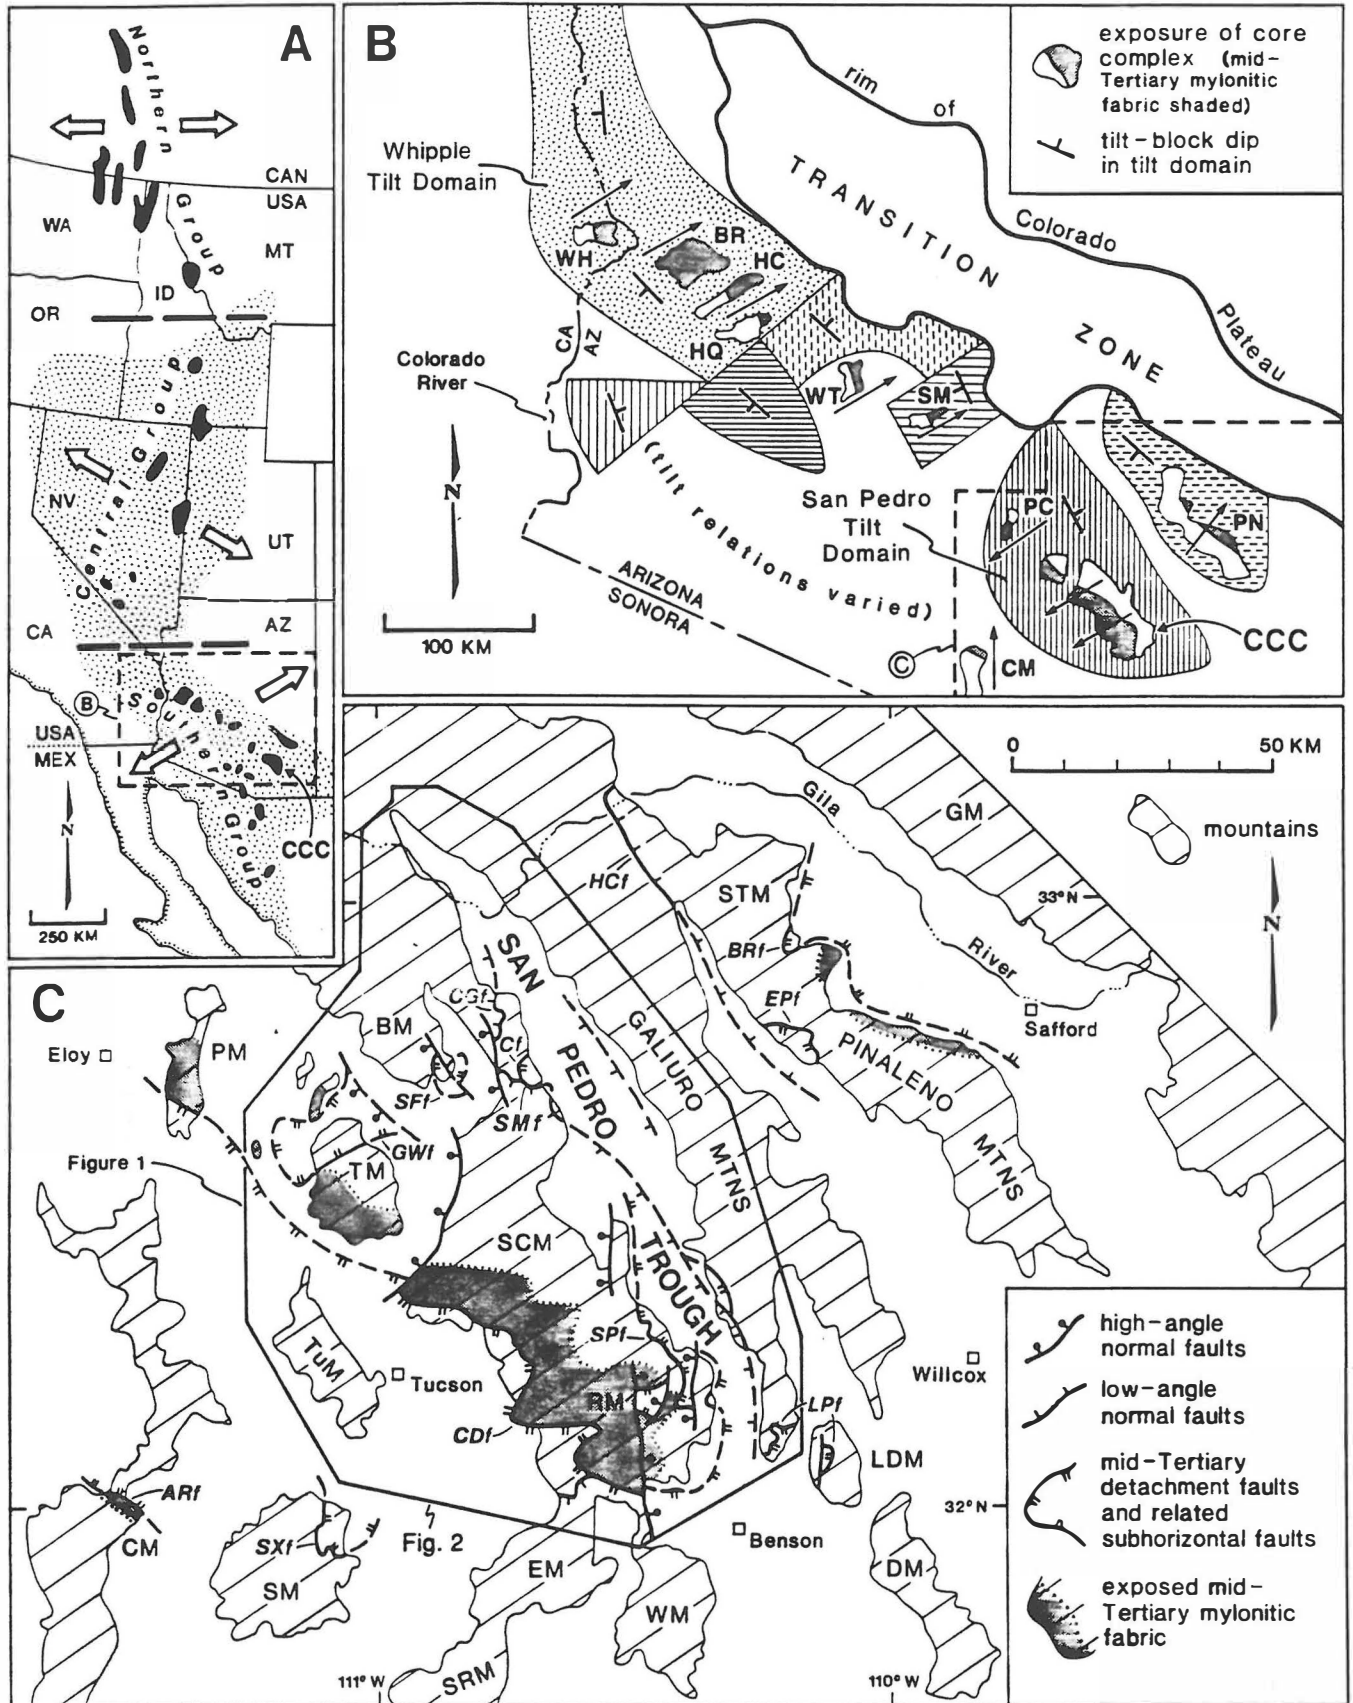 A
Northern
Group
CAN
USA
WA
MT
ID
OR
Central Group
NV
UT
CA
AZ
B
Southern Group
USA
MEX
N
CCC
250 KM
B
exposure of core
complex (mid-
Tertiary mylonitic
fabric shaded)
tilt-block dip
in tilt domain
rim of Colorado Plateau
TRANSITION ZONE
Whipple
Tilt Domain
WH
BR
HC
HQ
CA
AZ
Colorado
River
WT
SM
N
(tilt relations varied)
San Pedro
Tilt
Domain
PC
PN
ARIZONA
SONORA
100 KM
C
CM
CCC
C
0 50 KM
mountains
N
Gila
River
GM
33° N
HCf
STM
BRf
EPf
Safford
PINALENO
MTNS
SAN
PEDRO
TROUGH
GALIURO
MTNS
BM
CGf
Cf
SFf
SMf
GWf
Eloy
PM
Figure 1
TM
SCM
SPf
TuM
Tucson
RM
CDf
LPf
Willcox
LDM
ARf
CM
SXf
SM
Fig. 2
EM
Benson
32° N
DM
WM
SRM
111° W
110° W
high-angle
normal faults
low-angle
normal faults
mid-Tertiary
detachment faults
and related
subhorizontal faults
exposed mid-
Tertiary mylonitic
fabric